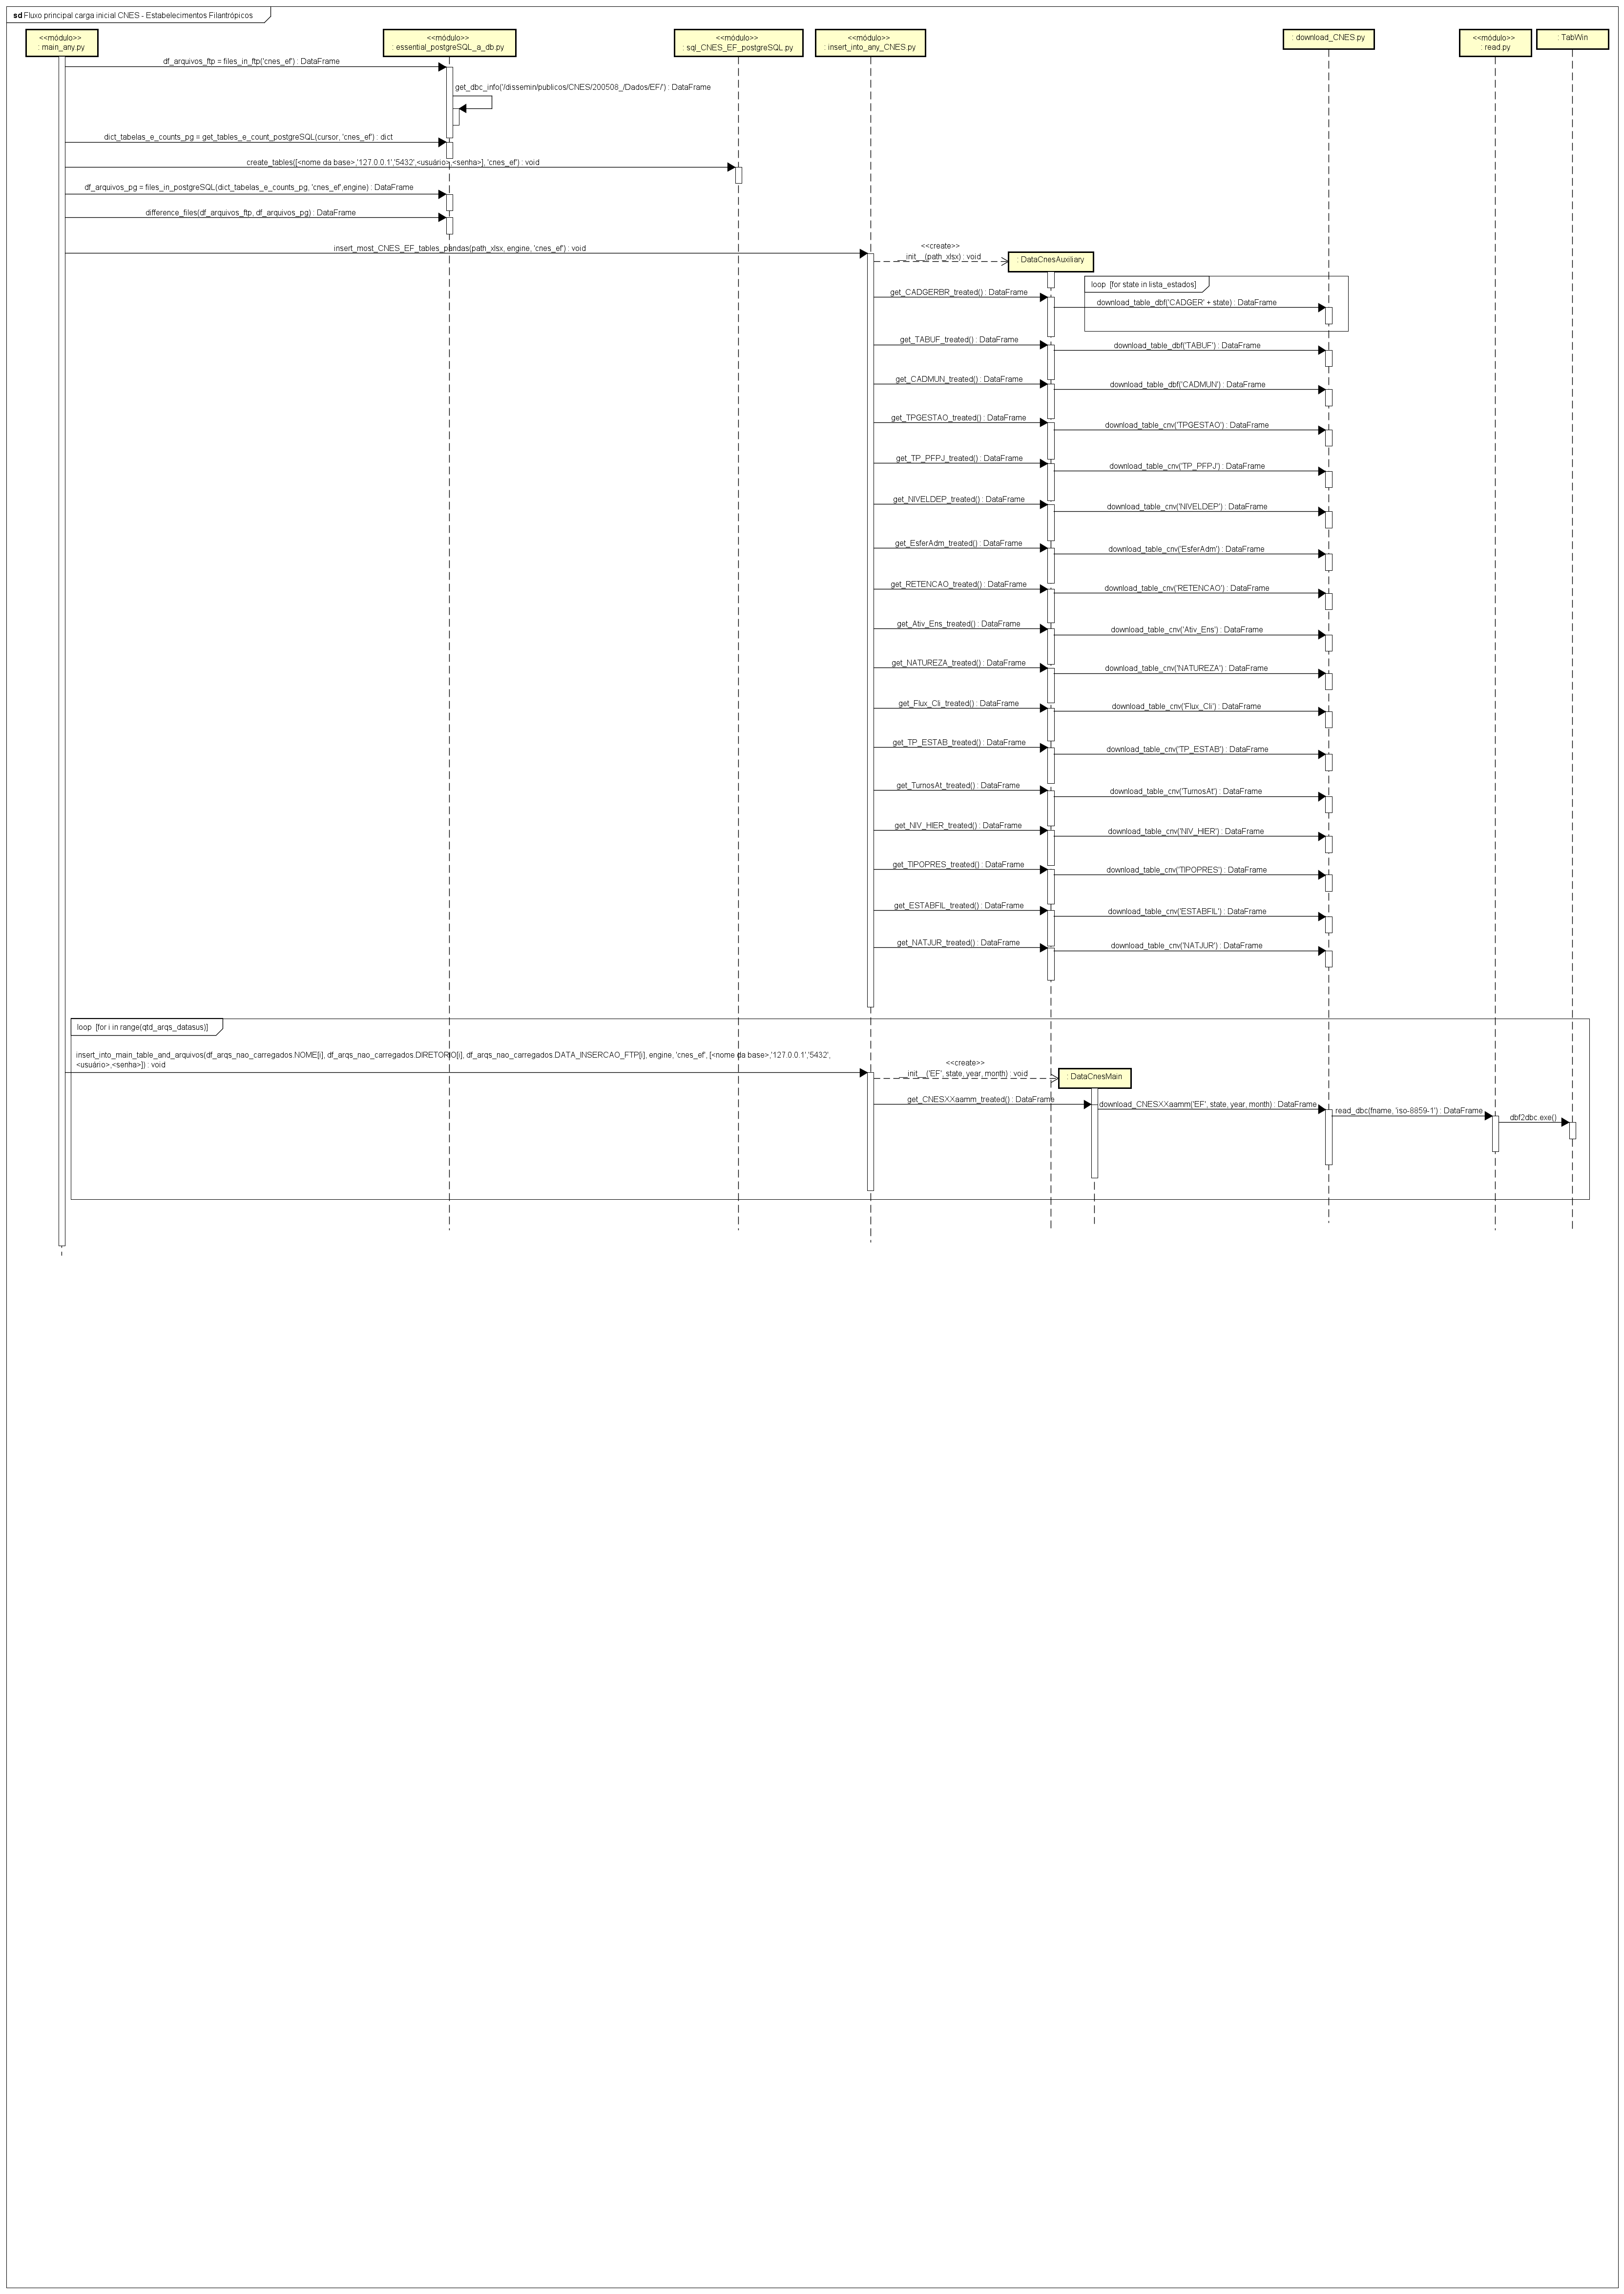 sd Fluxo principal carga inicial CNES - Estabelecimentos Filantrópicos
<<módulo>>
: main_any.py
<<módulo>>
: essential_postgreSQL_a_db.py
<<módulo>>
: sql_CNES_EF_postgreSQL.py
<<módulo>>
: insert_into_any_CNES.py
: download_CNES.py
<<módulo>>
: read.py
: TabWin
df_arquivos_ftp = files_in_ftp('cnes_ef') : DataFrame
get_dbc_info('/dissemin/publicos/CNES/200508_/Dados/EF/') : DataFrame
dict_tabelas_e_counts_pg = get_tables_e_count_postgreSQL(cursor, 'cnes_ef') : dict
create_tables([<nome da base>,'127.0.0.1','5432',<usuário>,<senha>], 'cnes_ef') : void
df_arquivos_pg = files_in_postgreSQL(dict_tabelas_e_counts_pg, 'cnes_ef',engine) : DataFrame
difference_files(df_arquivos_ftp, df_arquivos_pg) : DataFrame
insert_most_CNES_EF_tables_pandas(path_xlsx, engine, 'cnes_ef') : void
<<create>>
__init__(path_xlsx) : void
: DataCnesAuxiliary
loop [for state in lista_estados]
get_CADGERBR_treated() : DataFrame
download_table_dbf('CADGER' + state) : DataFrame
get_TABUF_treated() : DataFrame
download_table_dbf('TABUF') : DataFrame
get_CADMUN_treated() : DataFrame
download_table_dbf('CADMUN') : DataFrame
get_TPGESTAO_treated() : DataFrame
download_table_cnv('TPGESTAO') : DataFrame
get_TP_PFPJ_treated() : DataFrame
download_table_cnv('TP_PFPJ') : DataFrame
get_NIVELDEP_treated() : DataFrame
download_table_cnv('NIVELDEP') : DataFrame
get_EsferAdm_treated() : DataFrame
download_table_cnv('EsferAdm') : DataFrame
get_RETENCAO_treated() : DataFrame
download_table_cnv('RETENCAO') : DataFrame
get_Ativ_Ens_treated() : DataFrame
download_table_cnv('Ativ_Ens') : DataFrame
get_NATUREZA_treated() : DataFrame
download_table_cnv('NATUREZA') : DataFrame
get_Flux_Cli_treated() : DataFrame
download_table_cnv('Flux_Cli') : DataFrame
get_TP_ESTAB_treated() : DataFrame
download_table_cnv('TP_ESTAB') : DataFrame
get_TurnosAt_treated() : DataFrame
download_table_cnv('TurnosAt') : DataFrame
get_NIV_HIER_treated() : DataFrame
download_table_cnv('NIV_HIER') : DataFrame
get_TIPOPRES_treated() : DataFrame
download_table_cnv('TIPOPRES') : DataFrame
get_ESTABFIL_treated() : DataFrame
download_table_cnv('ESTABFIL') : DataFrame
get_NATJUR_treated() : DataFrame
download_table_cnv('NATJUR') : DataFrame
loop [for i in range(qtd_arqs_datasus)]
insert_into_main_table_and_arquivos(df_arqs_nao_carregados.NOME[i], df_arqs_nao_carregados.DIRETORIO[i], df_arqs_nao_carregados.DATA_INSERCAO_FTP[i], engine, 'cnes_ef', [<nome da base>,'127.0.0.1','5432',
<usuário>,<senha>]) : void
<<create>>
__init__('EF', state, year, month) : void
: DataCnesMain
get_CNESXXaamm_treated() : DataFrame
download_CNESXXaamm('EF', state, year, month) : DataFrame
read_dbc(fname, 'iso-8859-1') : DataFrame
dbf2dbc.exe()